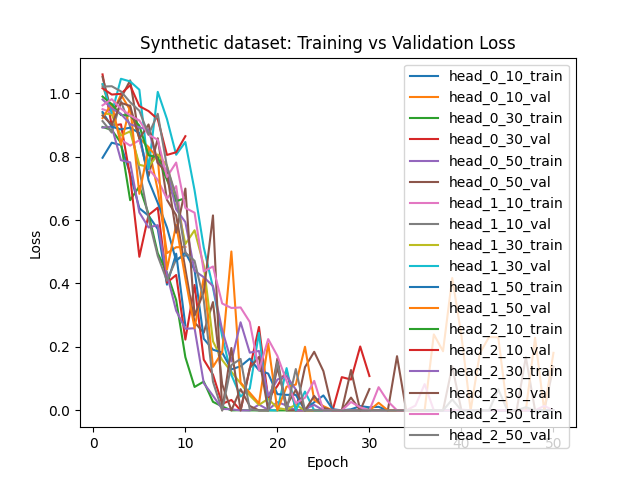 Synthetic dataset: Training vs Validation Loss
Loss
1.0
0.8
0.6
0.4
0.2
0.0
0
10
20
30
40
50
Epoch
head_0_10_train
head_0_10_val
head_0_30_train
head_0_30_val
head_0_50_train
head_0_50_val
head_1_10_train
head_1_10_val
head_1_30_train
head_1_30_val
head_1_50_train
head_1_50_val
head_2_10_train
head_2_10_val
head_2_30_train
head_2_30_val
head_2_50_train
head_2_50_val